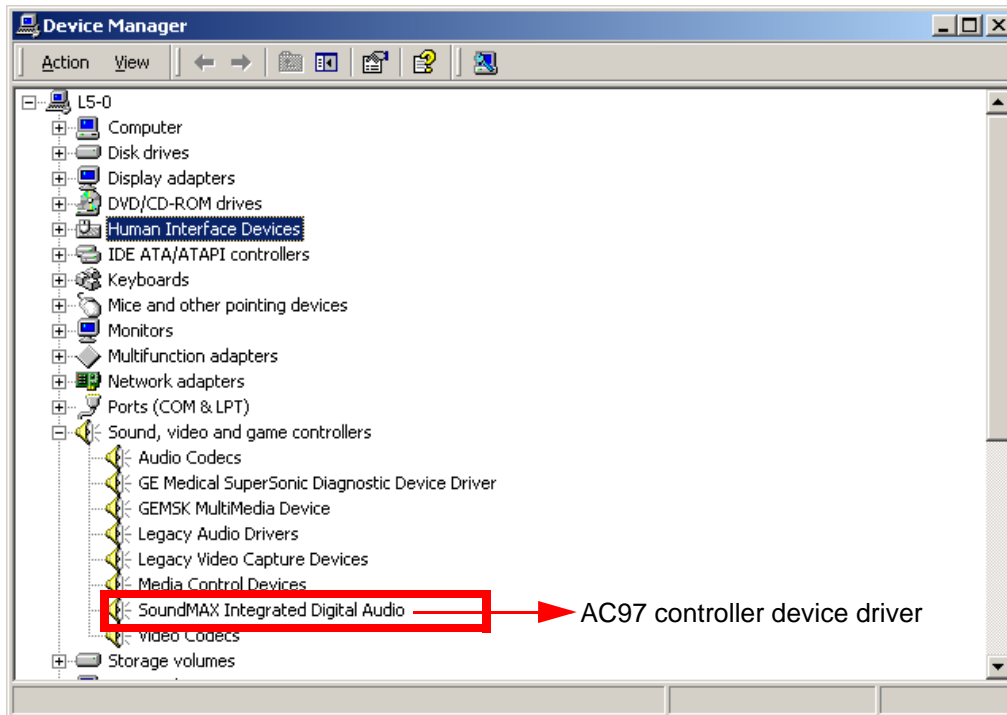 Device Manager
Action View
L5-0
Computer
Disk drives
Display adapters
DVD/CD-ROM drives
Human Interface Devices
IDE ATA/ATAPI controllers
Keyboards
Mice and other pointing devices
Monitors
Multifunction adapters
Network adapters
Ports (COM & LPT)
Sound, video and game controllers
Audio Codecs
GE Medical SuperSonic Diagnostic Device Driver
GEMSK MultiMedia Device
Legacy Audio Drivers
Legacy Video Capture Devices
Media Control Devices
SoundMAX Integrated Digital Audio
AC97 controller device driver
Video Codecs
Storage volumes